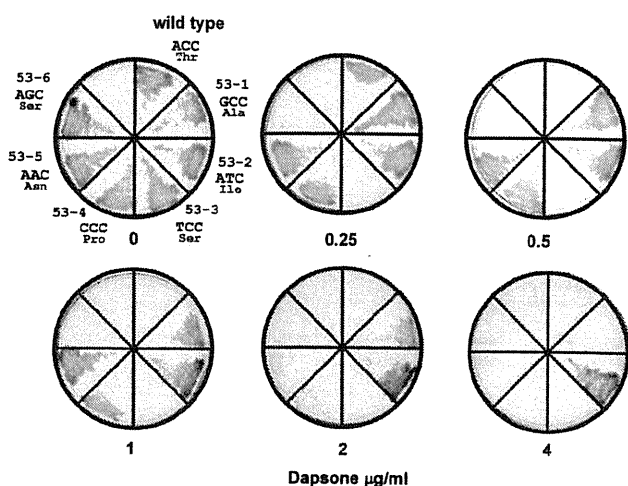 wild type
ACC
Thr
53-1
GCC
Ala
53-2
ATC
Ile
53-3
TCC
Ser
53-4
CCC
Pro
53-5
AAC
Asn
53-6
AGC
Ser
0
0.25
0.5
1
2
4
Dapsone µg/ml